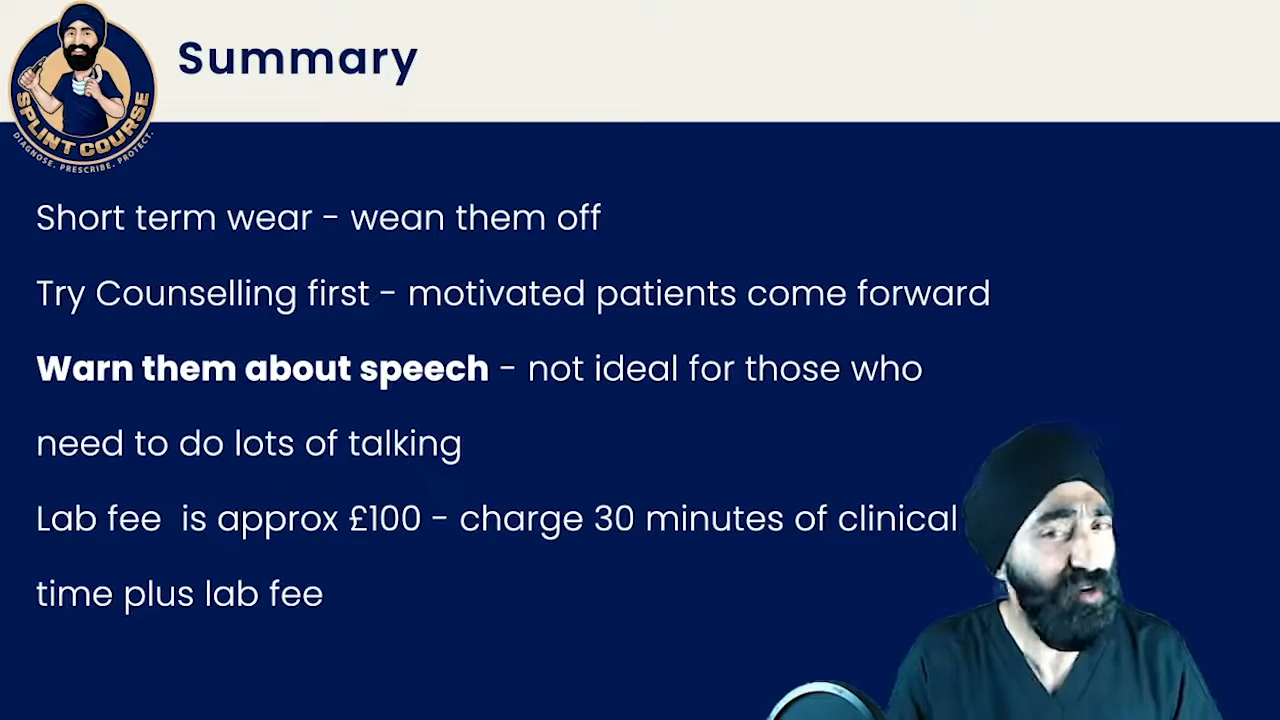 Summary
SPLINT COURSE
DIAGNOSE. PRESCRIBE. PROTECT.
Short term wear - wean them off
Try Counselling first - motivated patients come forward
Warn them about speech - not ideal for those who
need to do lots of talking
Lab fee  is approx £100 - charge 30 minutes of clinical
time plus lab fee